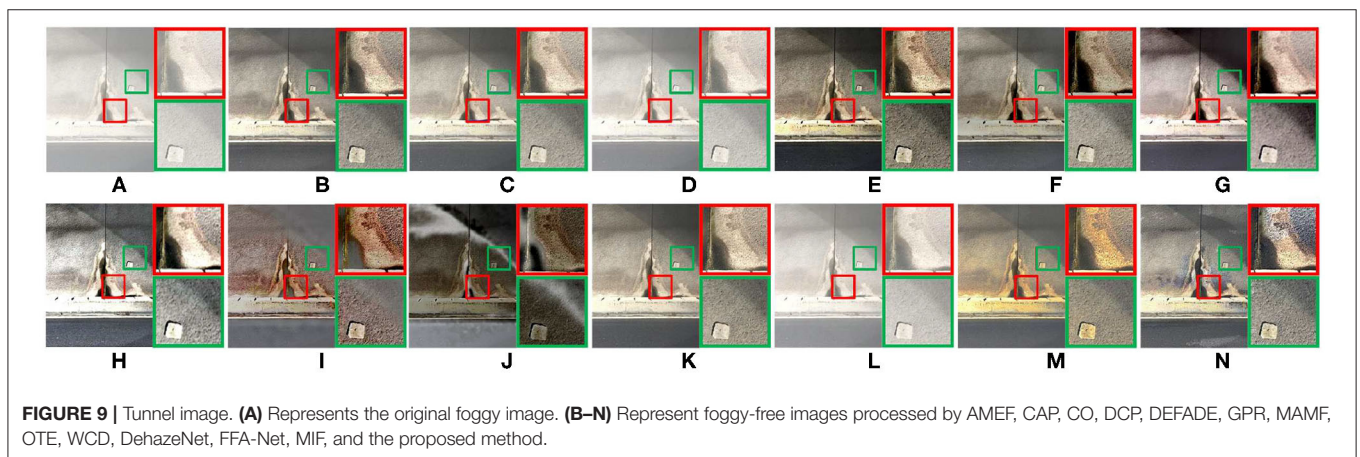 A B C D E F G
H I J K L M N
FIGURE 9 | Tunnel image. (A) Represents the original foggy image. (B–N) Represent foggy-free images processed by AMEF, CAP, CO, DCP, DEFADE, GPR, MAMF,
OTE, WCD, DehazeNet, FFA-Net, MIF, and the proposed method.